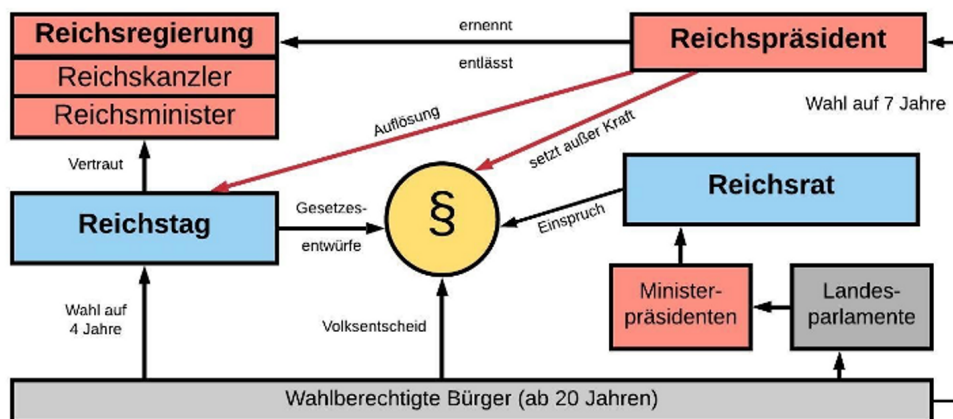 Reichsregierung
Reichskanzler
Reichsminister
ernennt
entlässt
Reichspräsident
Wahl auf 7 Jahre
Auflösung
setzt außer Kraft
Vertraut
Reichstag
Gesetzes-
entwürfe
§
Einspruch
Reichsrat
Minister-
präsidenten
Landes-
parlamente
Wahl auf
4 Jahre
Volksentscheid
Wahlberechtigte Bürger (ab 20 Jahren)